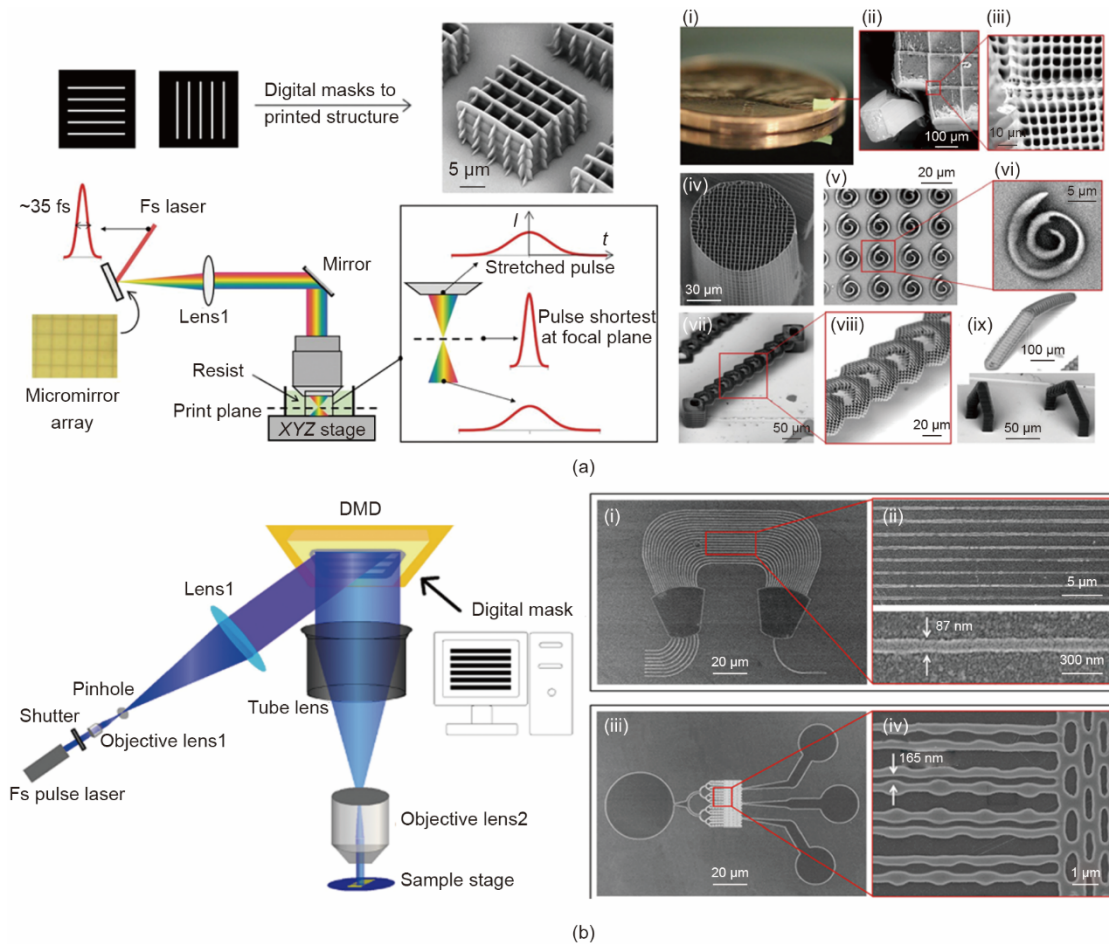 Digital masks to
printed structure
5 µm
~35 fs
Fs laser
Lens1
Mirror
Micromirror
array
Resist
Print plane
XYZ stage
I
t
Stretched pulse
Pulse shortest
at focal plane
(i)
(ii)
100 µm
(iii)
10 µm
(iv)
30 µm
(v)
20 µm
(vi)
5 µm
(vii)
50 µm
(viii)
20 µm
(ix)
100 µm
50 µm
(a)
DMD
Lens1
Digital mask
Pinhole
Shutter
Objective lens1
Tube lens
Fs pulse laser
Objective lens2
Sample stage
(i)
20 µm
(ii)
5 µm
87 nm
300 nm
(iii)
20 µm
(iv)
165 nm
1 µm
(b)